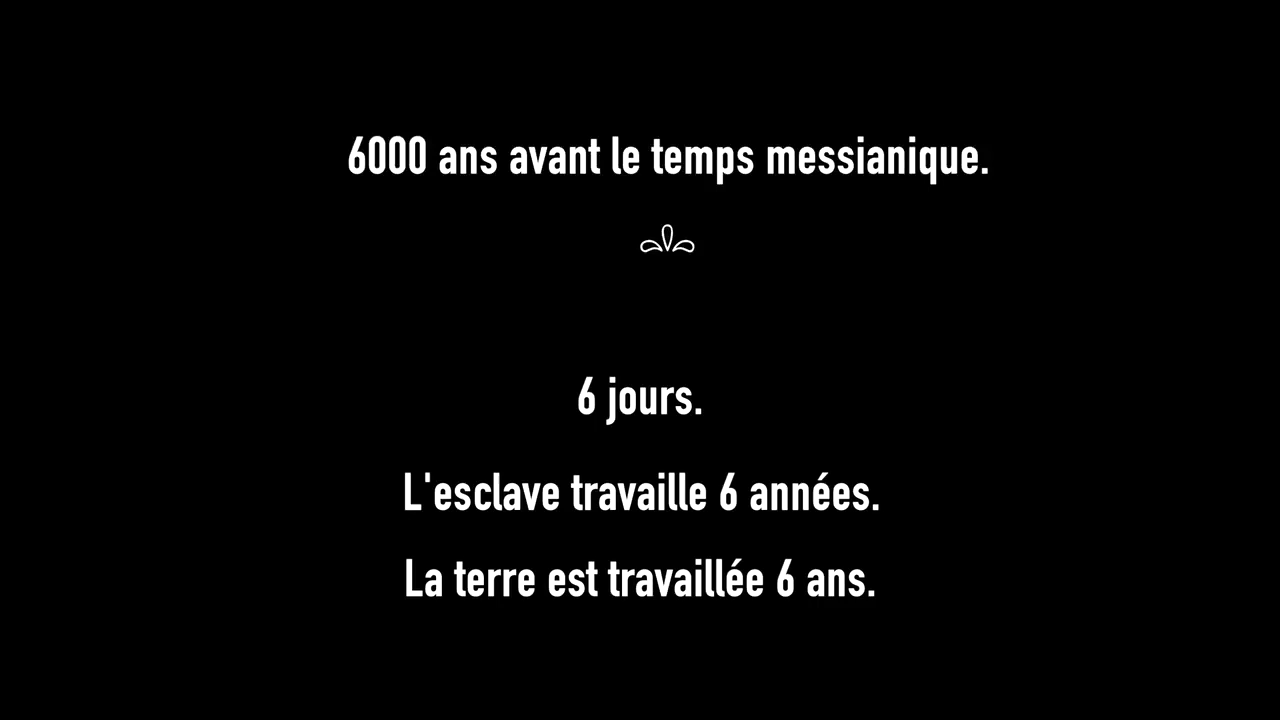 6000 ans avant le temps messianique.
6 jours.
L'esclave travaille 6 années.
La terre est travaillée 6 ans.